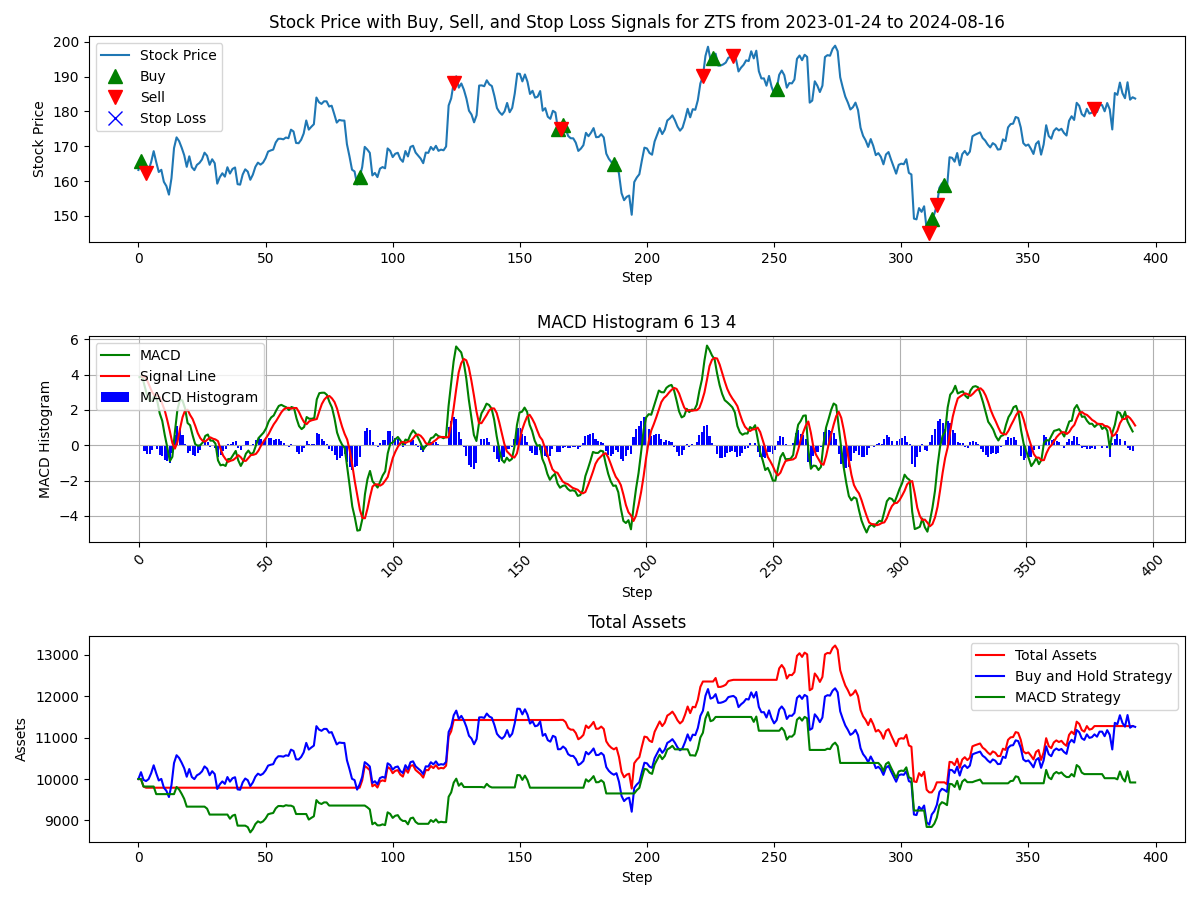 Stock Price with Buy, Sell, and Stop Loss Signals for ZTS from 2023-01-24 to 2024-08-16
Stock Price
Buy
Sell
Stop Loss
Stock Price
200
190
180
170
160
150
0 50 100 150 200 250 300 350 400
Step
MACD Histogram 6 13 4
MACD
Signal Line
MACD Histogram
MACD Histogram
6
4
2
0
−2
−4
0 50 100 150 200 250 300 350 400
Step
Total Assets
Total Assets
Buy and Hold Strategy
MACD Strategy
Assets
13000
12000
11000
10000
9000
0 50 100 150 200 250 300 350 400
Step